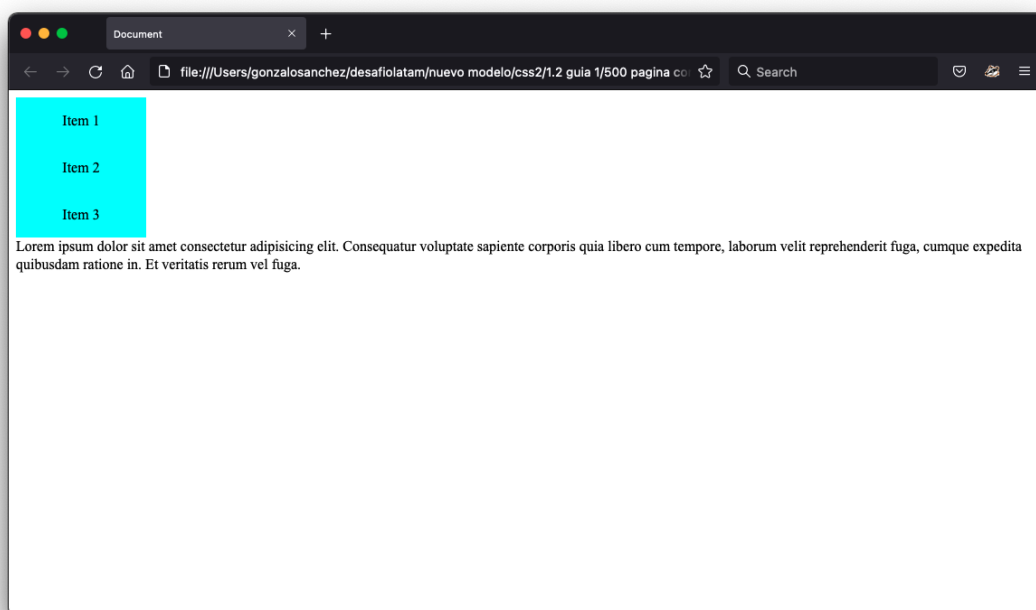 Document
file:///Users/gonzalosanchez/desafiolatam/nuevo modelo/css2/1.2 guia 1/500 pagina co
Search
Item 1
Item 2
Item 3
Lorem ipsum dolor sit amet consectetur adipisicing elit. Consequatur voluptate sapiente corporis quia libero cum tempore, laborum velit reprehenderit fuga, cumque expedita
quibusdam ratione in. Et veritatis rerum vel fuga.